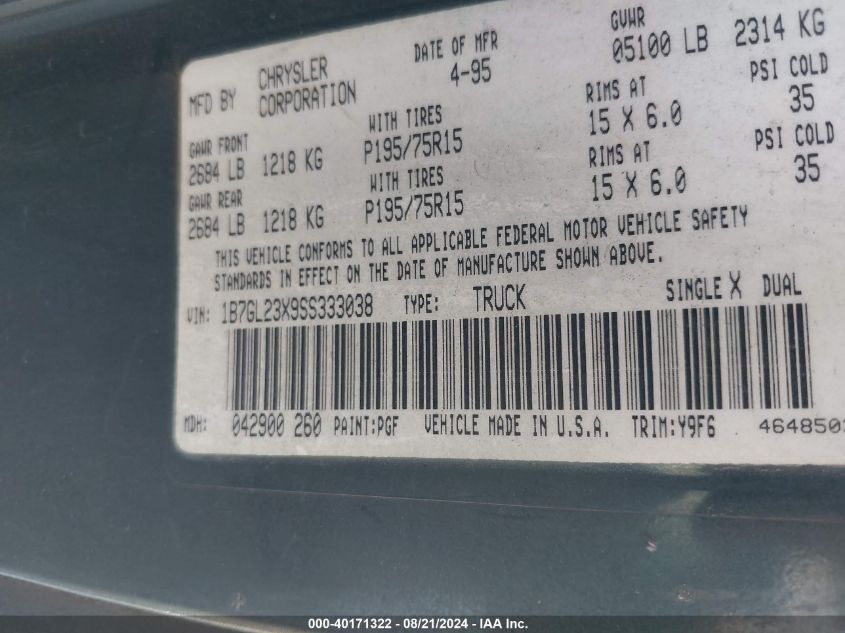 MFD BY CHRYSLER CORPORATION DATE OF MFR 4-95 GVWR 05100 LB 2314 KG
GAWR FRONT WITH TIRES RIMS AT PSI COLD
2684 LB 1218 KG P195/75R15 15 X 6.0 35
GAWR REAR WITH TIRES RIMS AT PSI COLD
2684 LB 1218 KG P195/75R15 15 X 6.0 35
THIS VEHICLE CONFORMS TO ALL APPLICABLE FEDERAL MOTOR VEHICLE SAFETY
STANDARDS IN EFFECT ON THE DATE OF MANUFACTURE SHOWN ABOVE.
VIN: 1B7GL23X9SS333038 TYPE: TRUCK SINGLE X DUAL
MDH: 042900 260 PAINT:PGF VEHICLE MADE IN U.S.A. TRIM:Y9F6
000-40171322 - 08/21/2024 - IAA Inc.